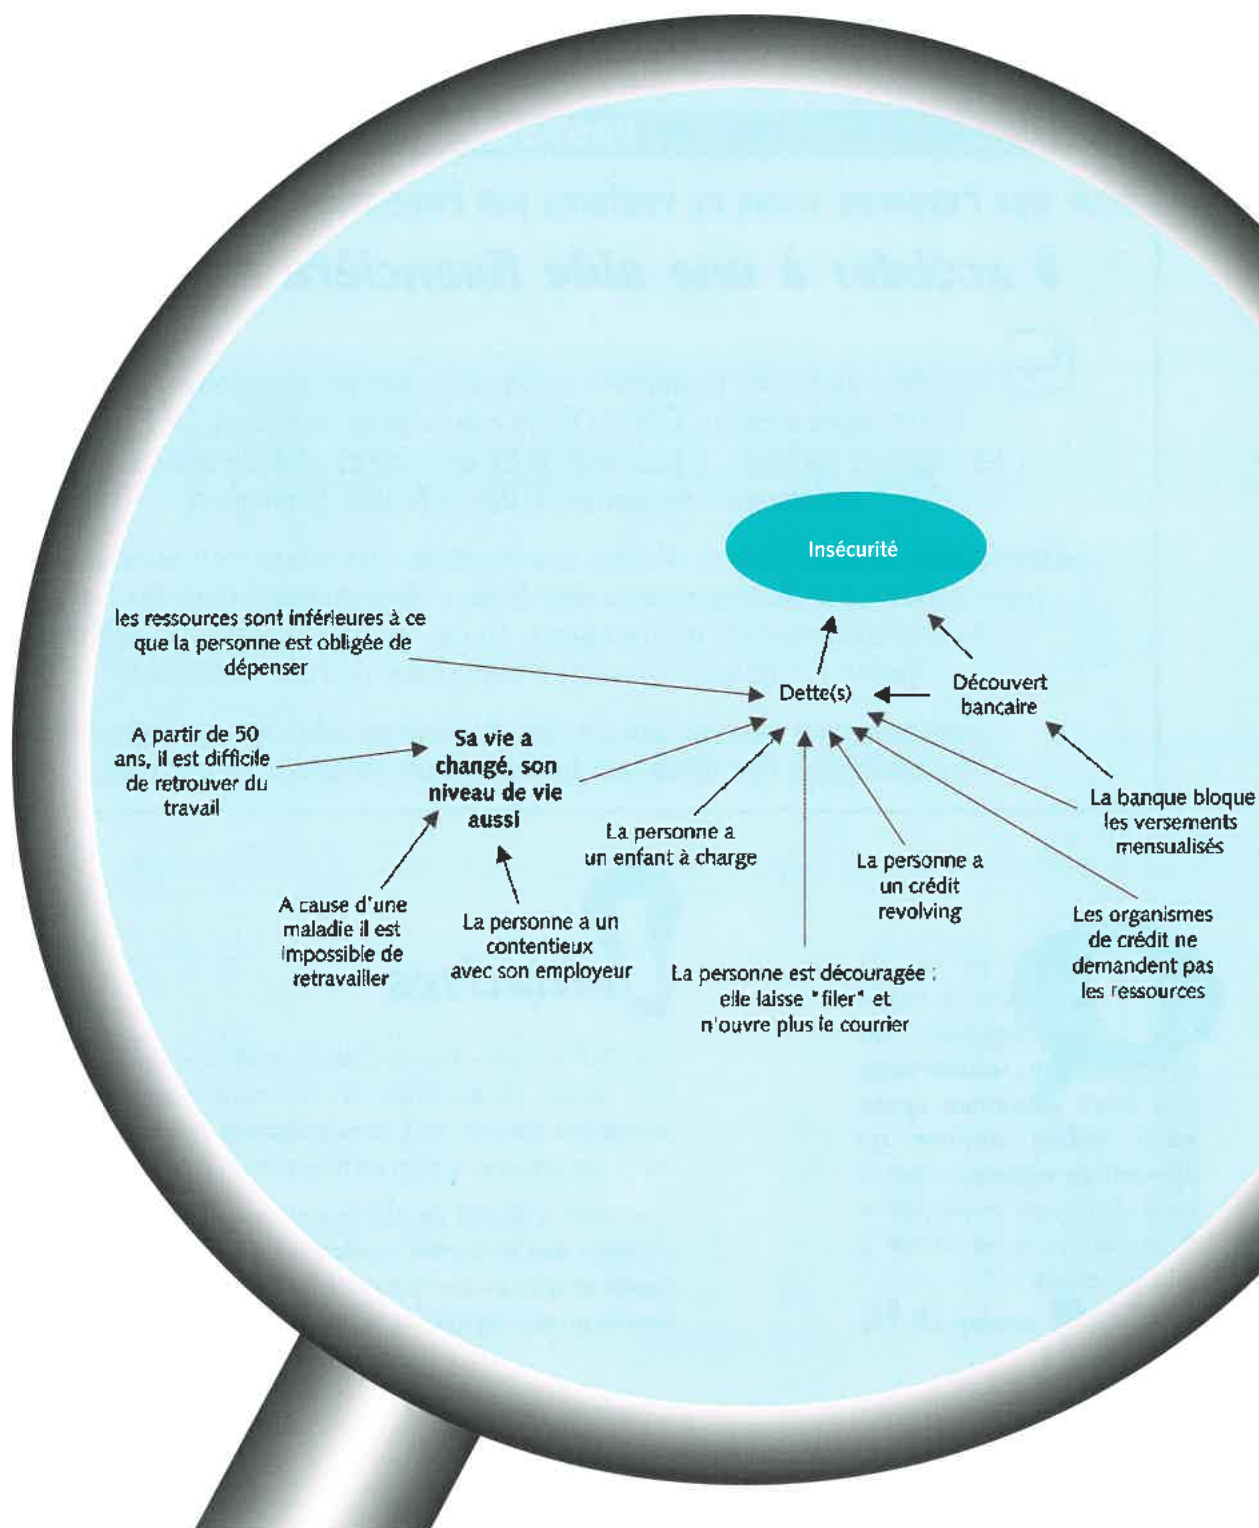 Insécurité
les ressources sont inférieures à ce
que la personne est obligée de
dépenser
Dette(s)
Découvert
bancaire
A partir de 50
ans, il est difficile
de retrouver du
travail
Sa vie a
changé, son
niveau de vie
aussi
La banque bloque
les versements
mensualisés
La personne a
un enfant à charge
La personne a
un crédit
revolving
A cause d'une
maladie il est
impossible de
retravailler
La personne a un
contentieux
avec son employeur
Les organismes
de crédit ne
demandent pas
les ressources
La personne est découragée :
elle laisse "filer" et
n'ouvre plus le courrier